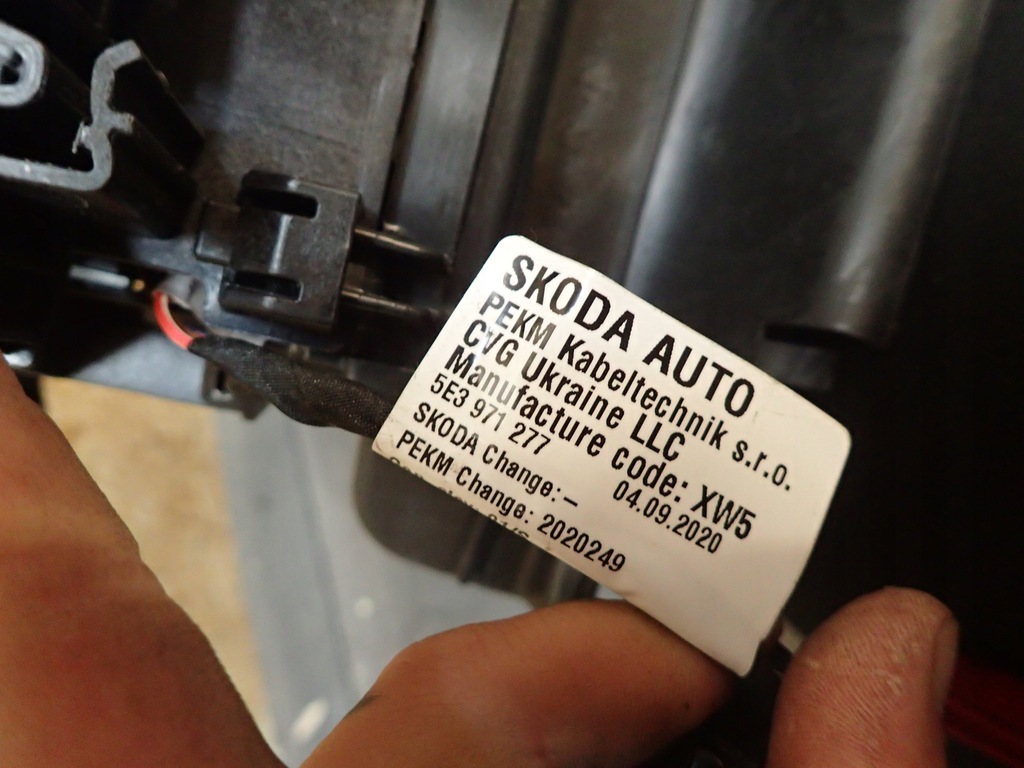 SKODA AUTO
PEKM Kabeltechnik s.r.o.
CVG Ukraine LLC
Manufacture code: XW5
5E3 971 277 04.09.2020
SKODA Change: –
PEKM Change: 2020249